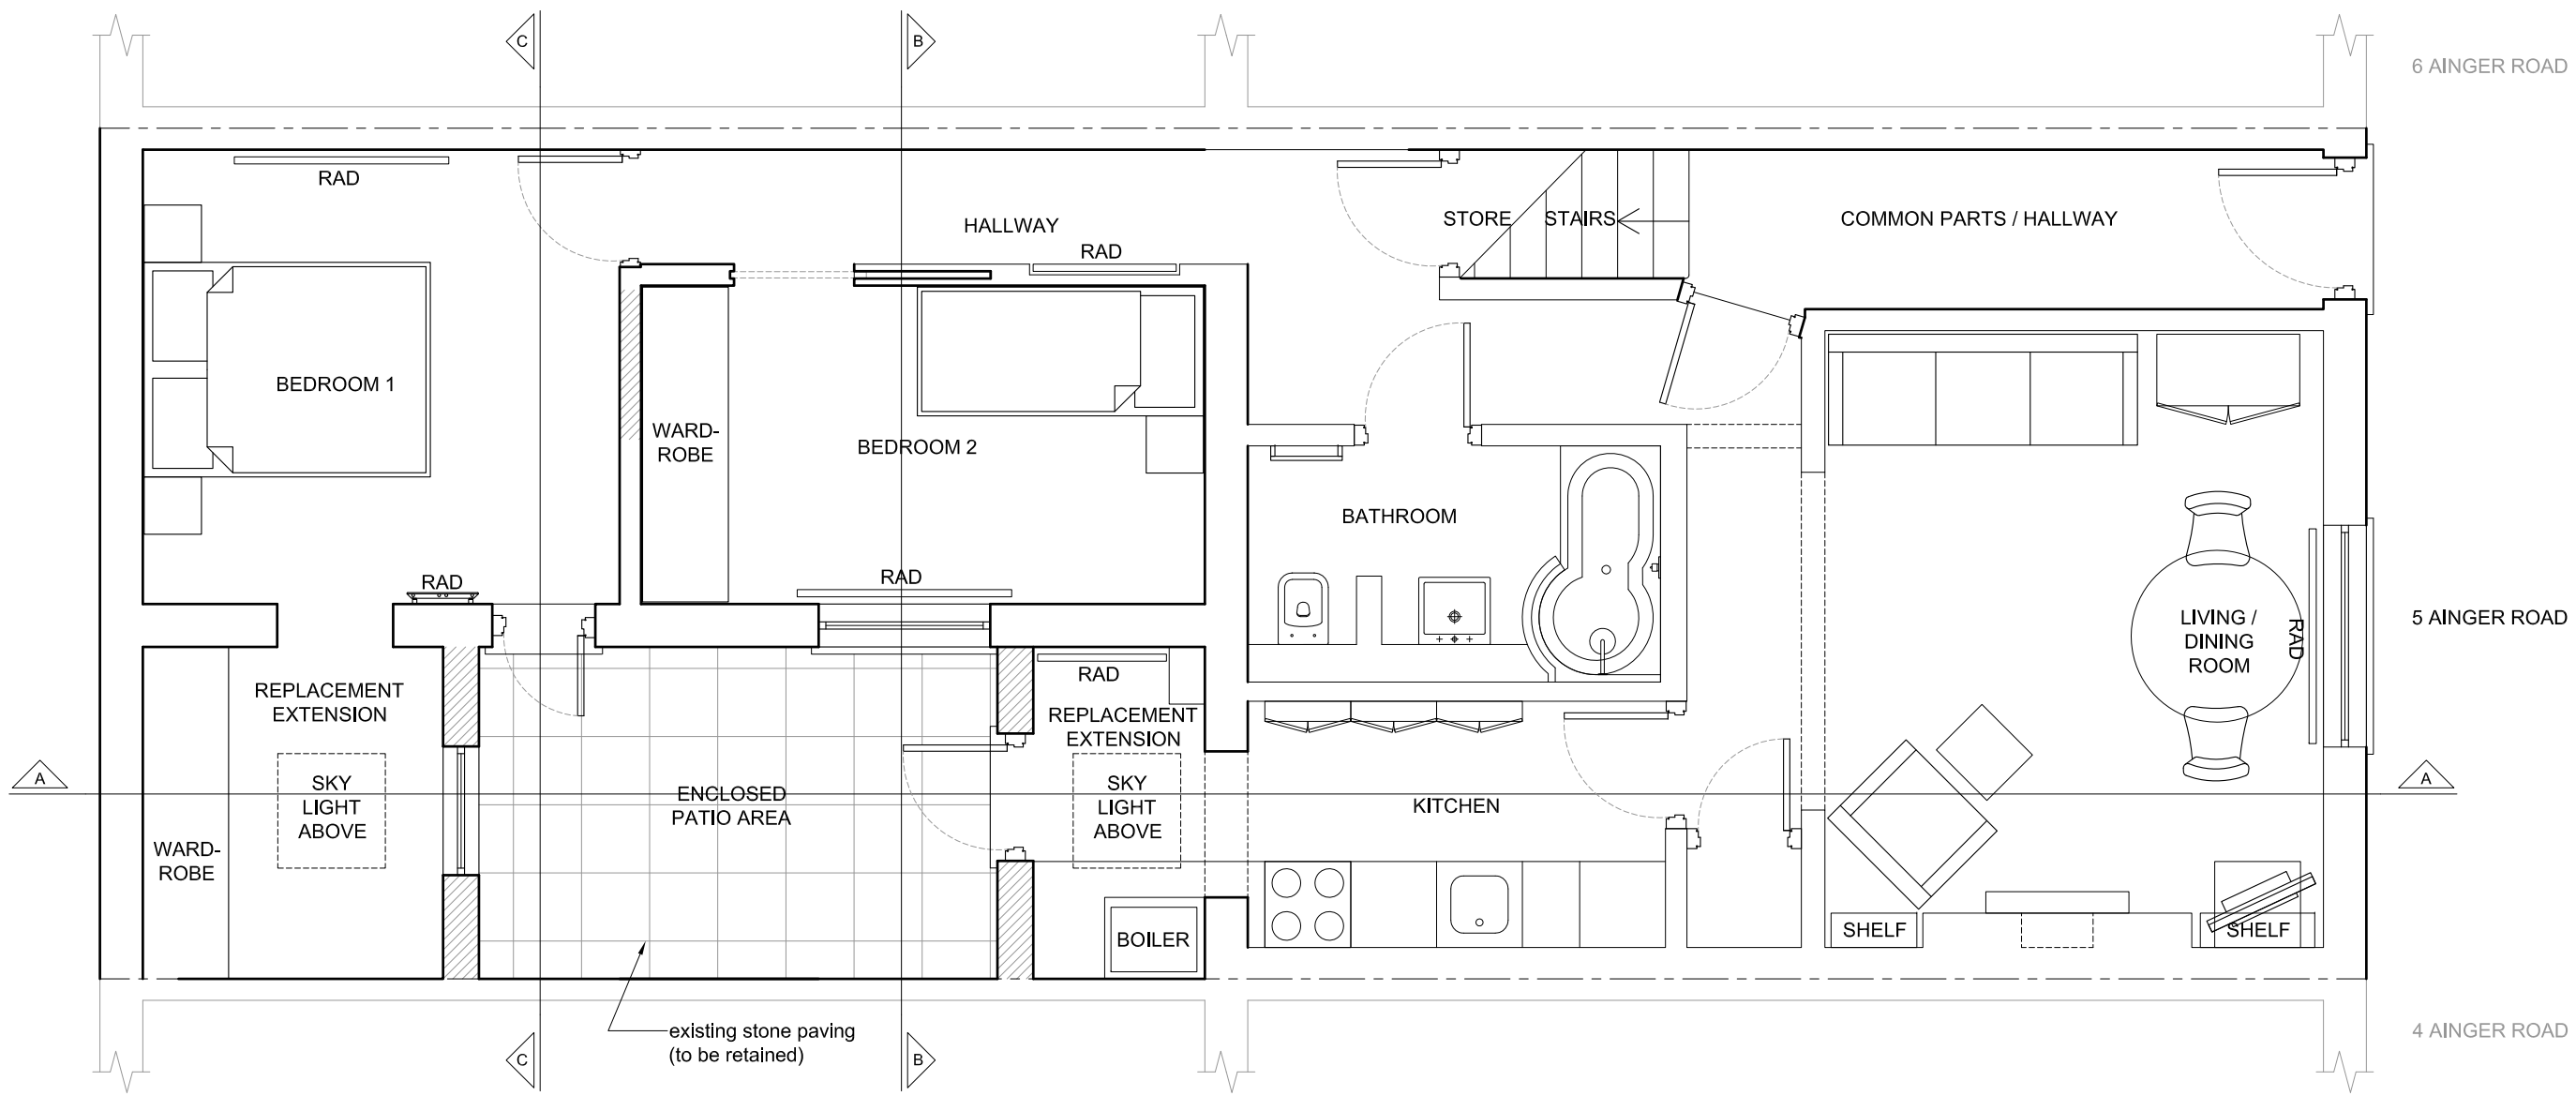 C
B
6 AINGER ROAD
RAD
HALLWAY
RAD
STORE
STAIRS
COMMON PARTS / HALLWAY
BEDROOM 1
WARD-
ROBE
BEDROOM 2
RAD
RAD
BATHROOM
LIVING /
DINING
ROOM
RAD
5 AINGER ROAD
REPLACEMENT
EXTENSION
RAD
REPLACEMENT
EXTENSION
A
SKY
LIGHT
ABOVE
ENCLOSED
PATIO AREA
SKY
LIGHT
ABOVE
KITCHEN
A
WARD-
ROBE
BOILER
SHELF
SHELF
existing stone paving
(to be retained)
C
B
4 AINGER ROAD